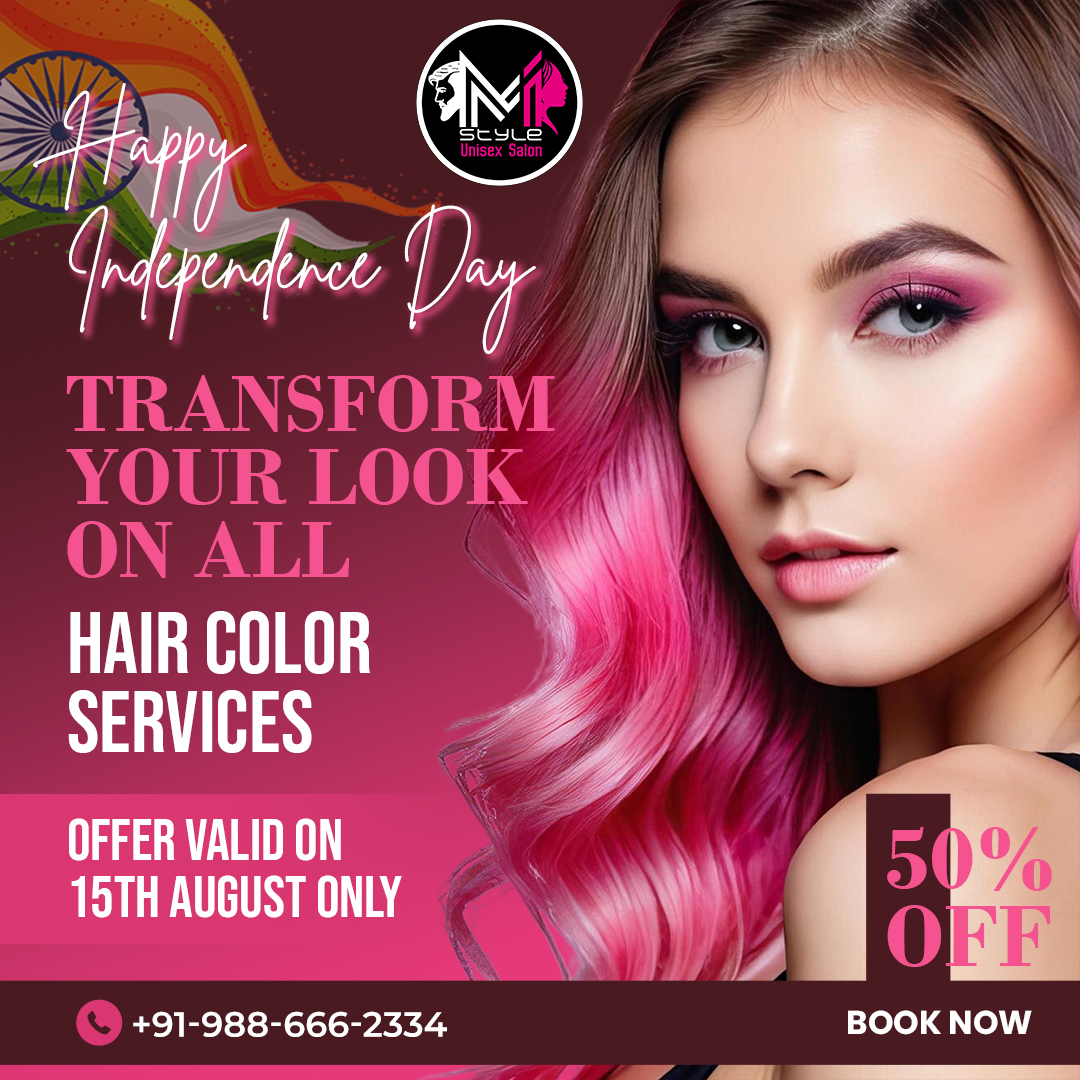 STYLE
Unisex Salon
Happy
Independence Day
TRANSFORM
YOUR LOOK
ON ALL
HAIR COLOR
SERVICES
OFFER VALID ON
15TH AUGUST ONLY
50%
OFF
+91-988-666-2334
BOOK NOW